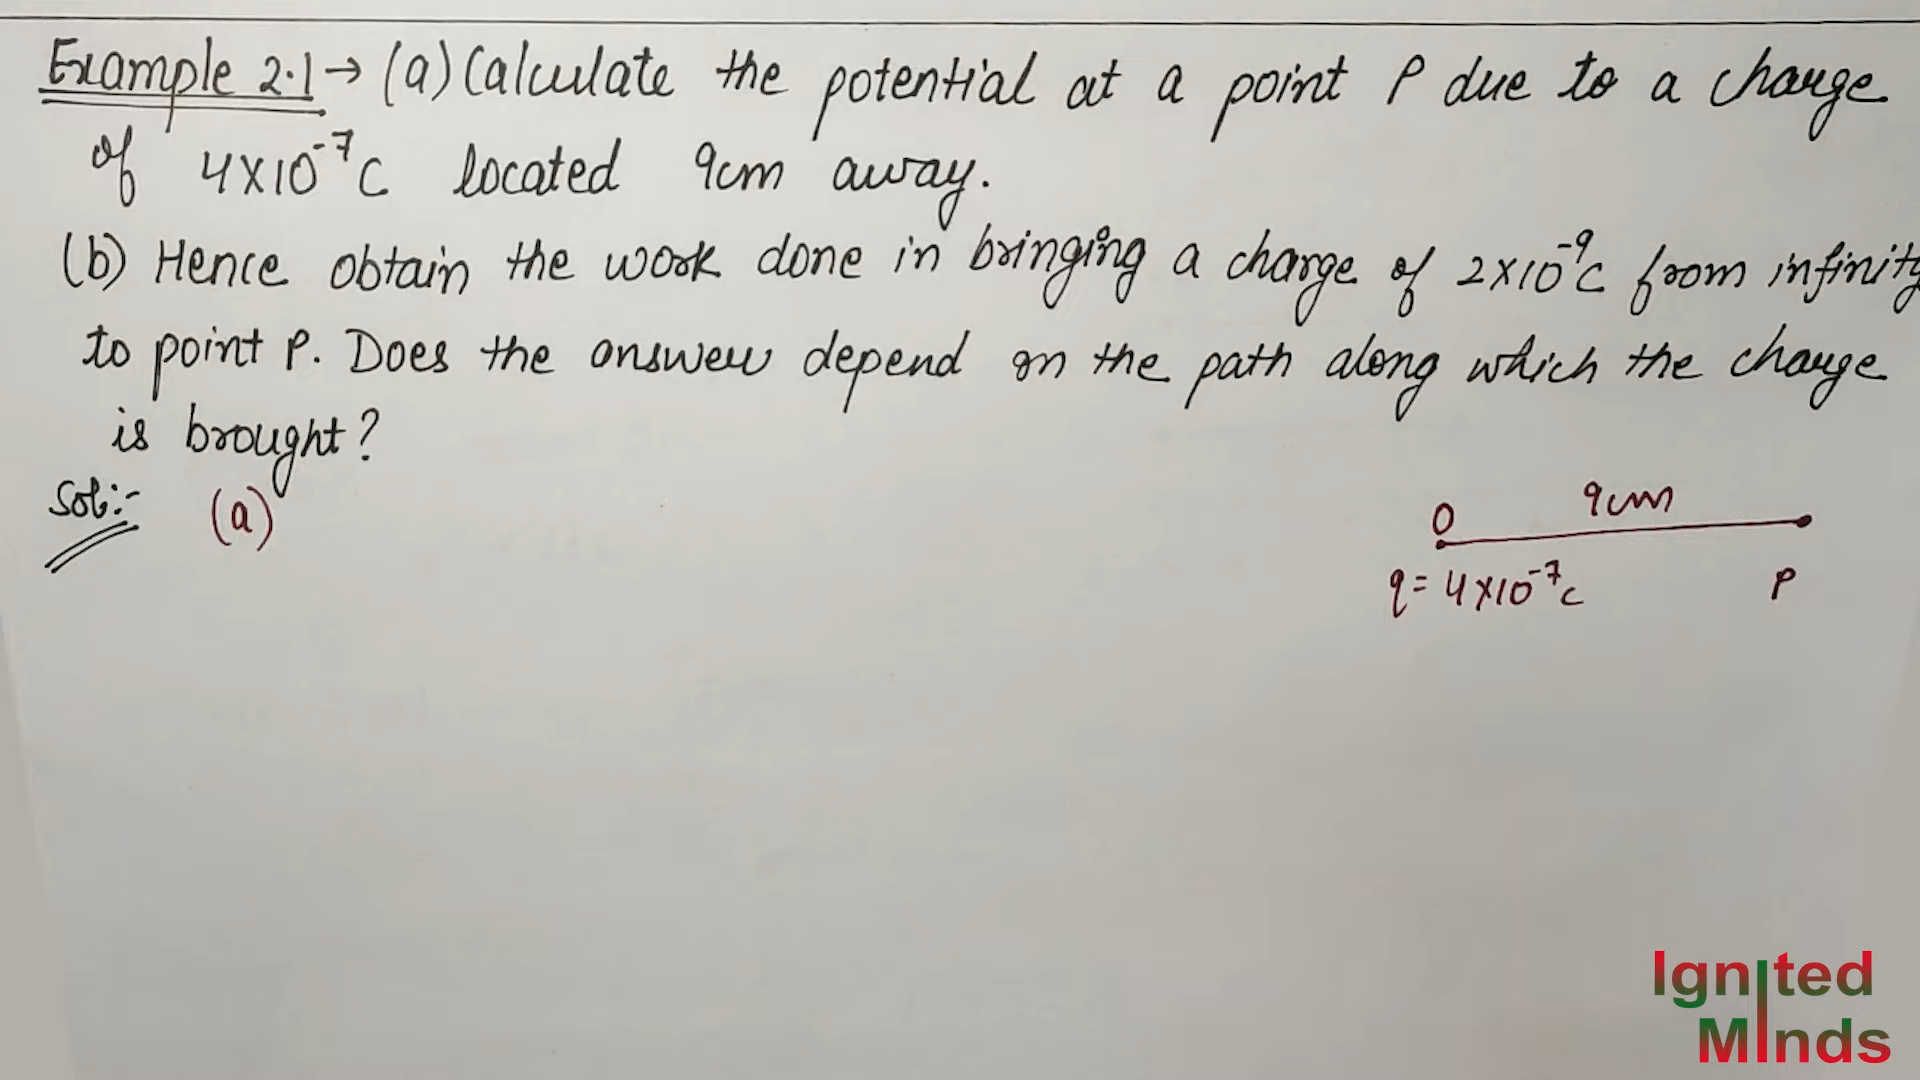 Example 2.1 → (a) Calculate the potential at a point P due to a charge
of 4×10⁻⁷C located 9cm away.
(b) Hence obtain the work done in bringing a charge of 2×10⁻⁹C from infinity
to point P. Does the answer depend on the path along which the charge
is brought?
Sol:- (a)
O 9cm
q = 4×10⁻⁷C P
Ignited
Minds